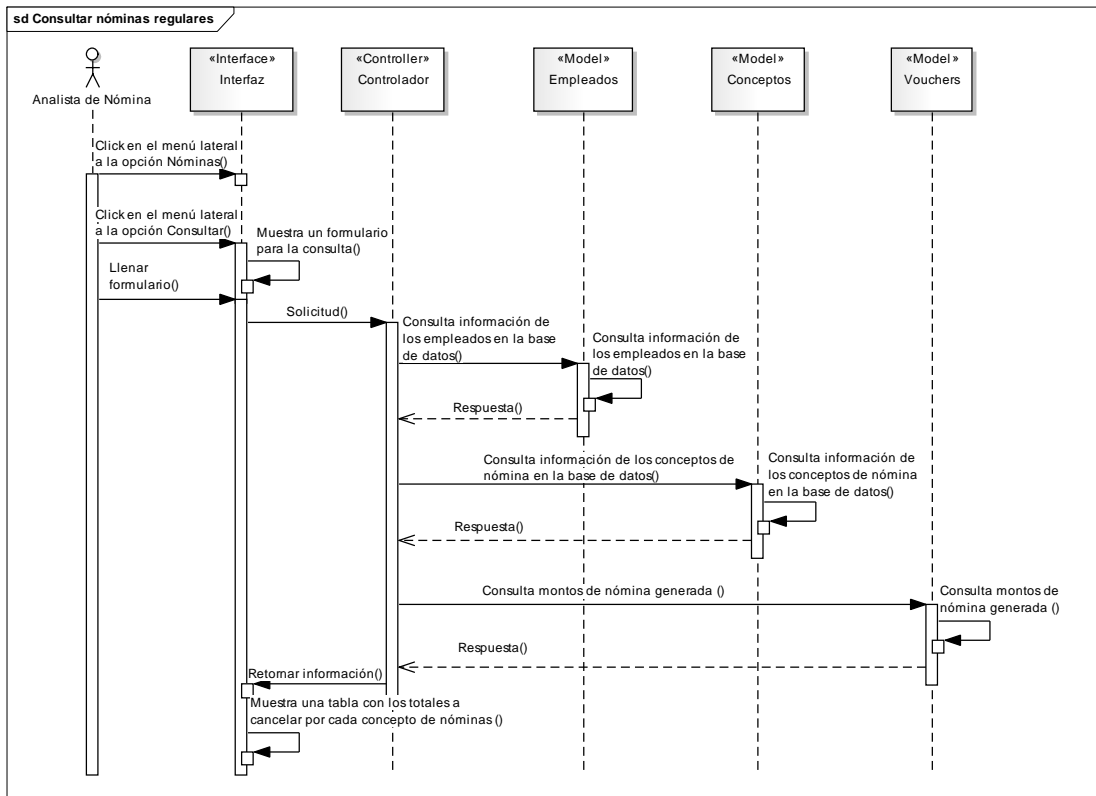 sd Consultar nóminas regulares
Analista de Nómina
«Interface»
Interfaz
«Controller»
Controlador
«Model»
Empleados
«Model»
Conceptos
«Model»
Vouchers
Click en el menú lateral
a la opción Nóminas()
Click en el menú lateral
a la opción Consultar()
Muestra un formulario
para la consulta()
Llenar
formulario()
Solicitud()
Consulta información de
los empleados en la base
de datos()
Consulta información de
los empleados en la base
de datos()
Respuesta()
Consulta información de los conceptos de
nómina en la base de datos()
Consulta información de
los conceptos de nómina
en la base de datos()
Respuesta()
Consulta montos de nómina generada ()
Consulta montos de
nómina generada ()
Respuesta()
Retornar información()
Muestra una tabla con los totales a
cancelar por cada concepto de nóminas ()